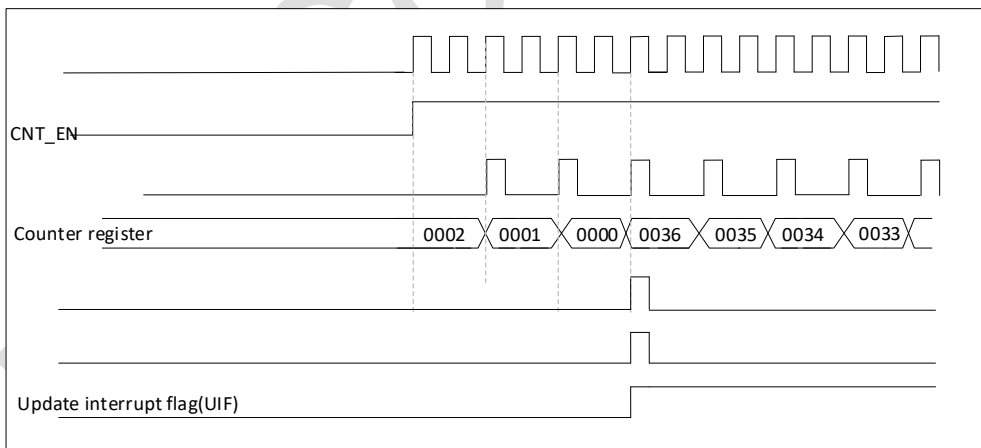 CNT_EN
Counter register 0002 0001 0000 0036 0035 0034 0033
Update interrupt flag(UIF)